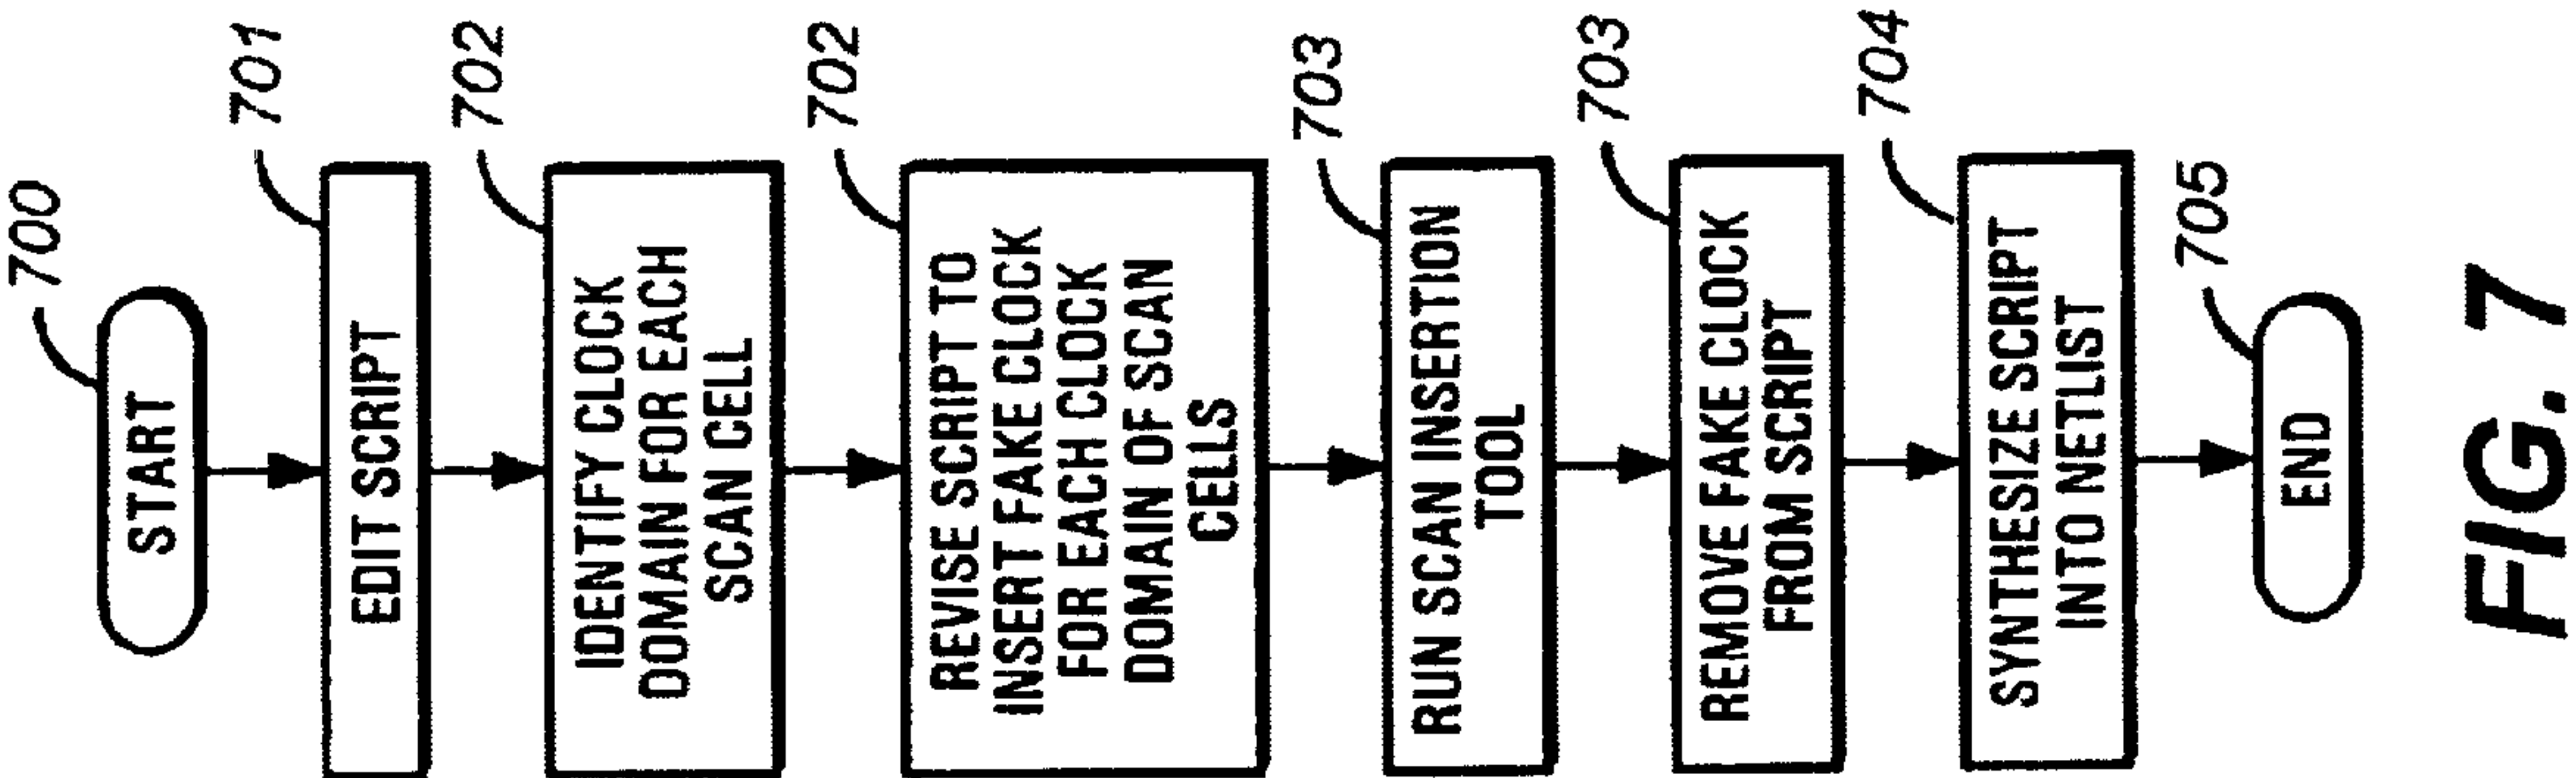 700
START
701
EDIT SCRIPT
702
IDENTIFY CLOCK
DOMAIN FOR EACH
SCAN CELL
702
REVISE SCRIPT TO
INSERT FAKE CLOCK
FOR EACH CLOCK
DOMAIN OF SCAN
CELLS
703
RUN SCAN INSERTION
TOOL
703
REMOVE FAKE CLOCK
FROM SCRIPT
704
SYNTHESIZE SCRIPT
INTO NETLIST
705
END
FIG. 7